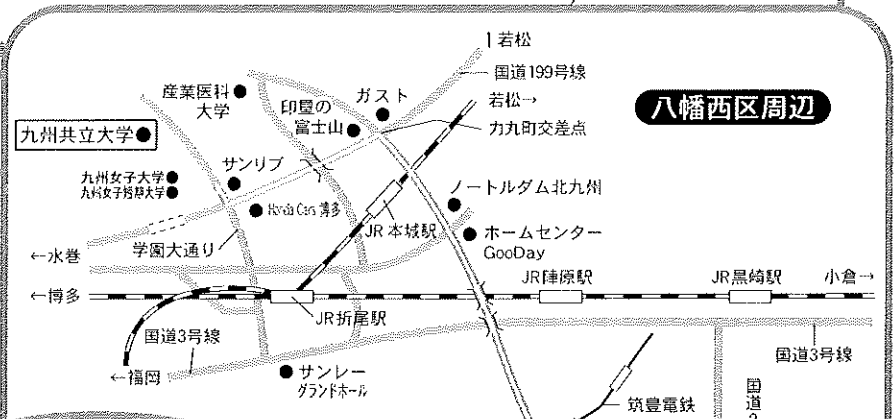 ↑若松
国道199号線
若松→
力丸町交差点
八幡西区周辺
産業医科
大学
印度の
富士山
ガスト
九州共立大学
九州女子大学
九州女子短期大学
サンリブ
Honda Cars 博多
ノートルダム北九州
JR本城駅
ホームセンター
GooDay
←水巻
学園大通り
←博多
JR陣原駅
JR黒崎駅
小倉→
JR折尾駅
国道3号線
国道3号線
←福岡
サンレー
グランドホール
筑豊電鉄
国道